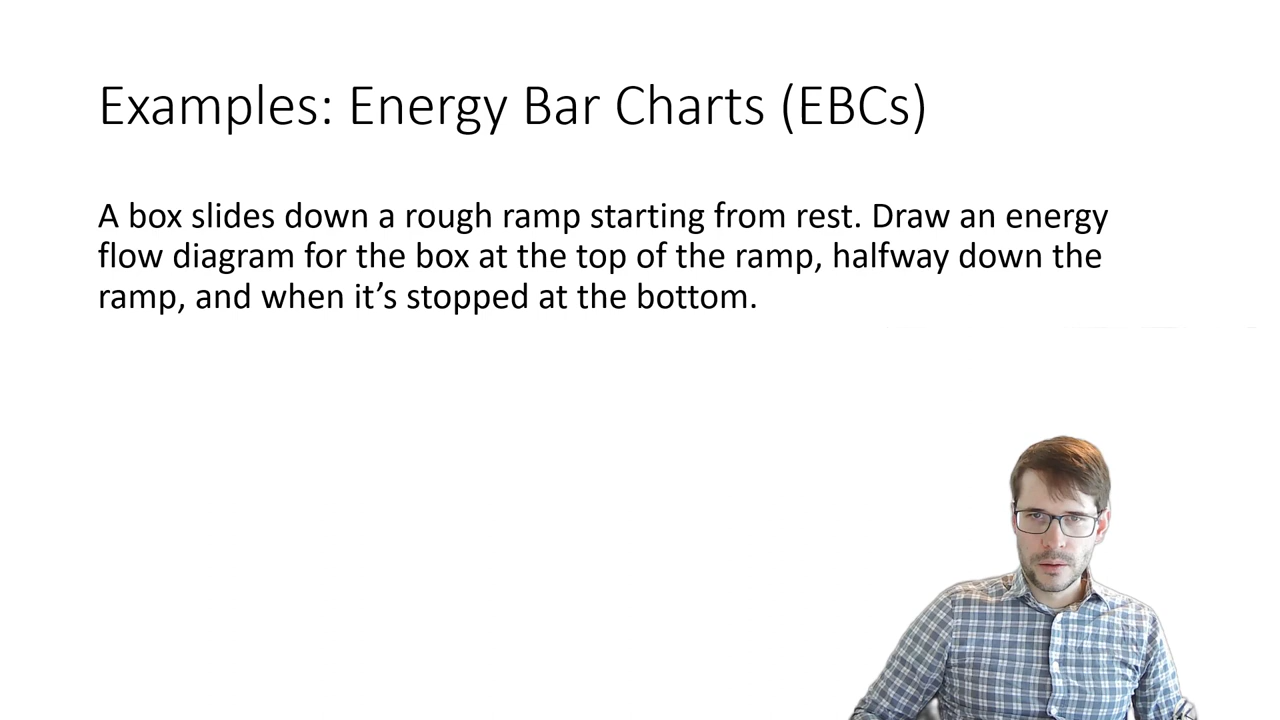 Examples: Energy Bar Charts (EBCs)
A box slides down a rough ramp starting from rest. Draw an energy
flow diagram for the box at the top of the ramp, halfway down the
ramp, and when it’s stopped at the bottom.